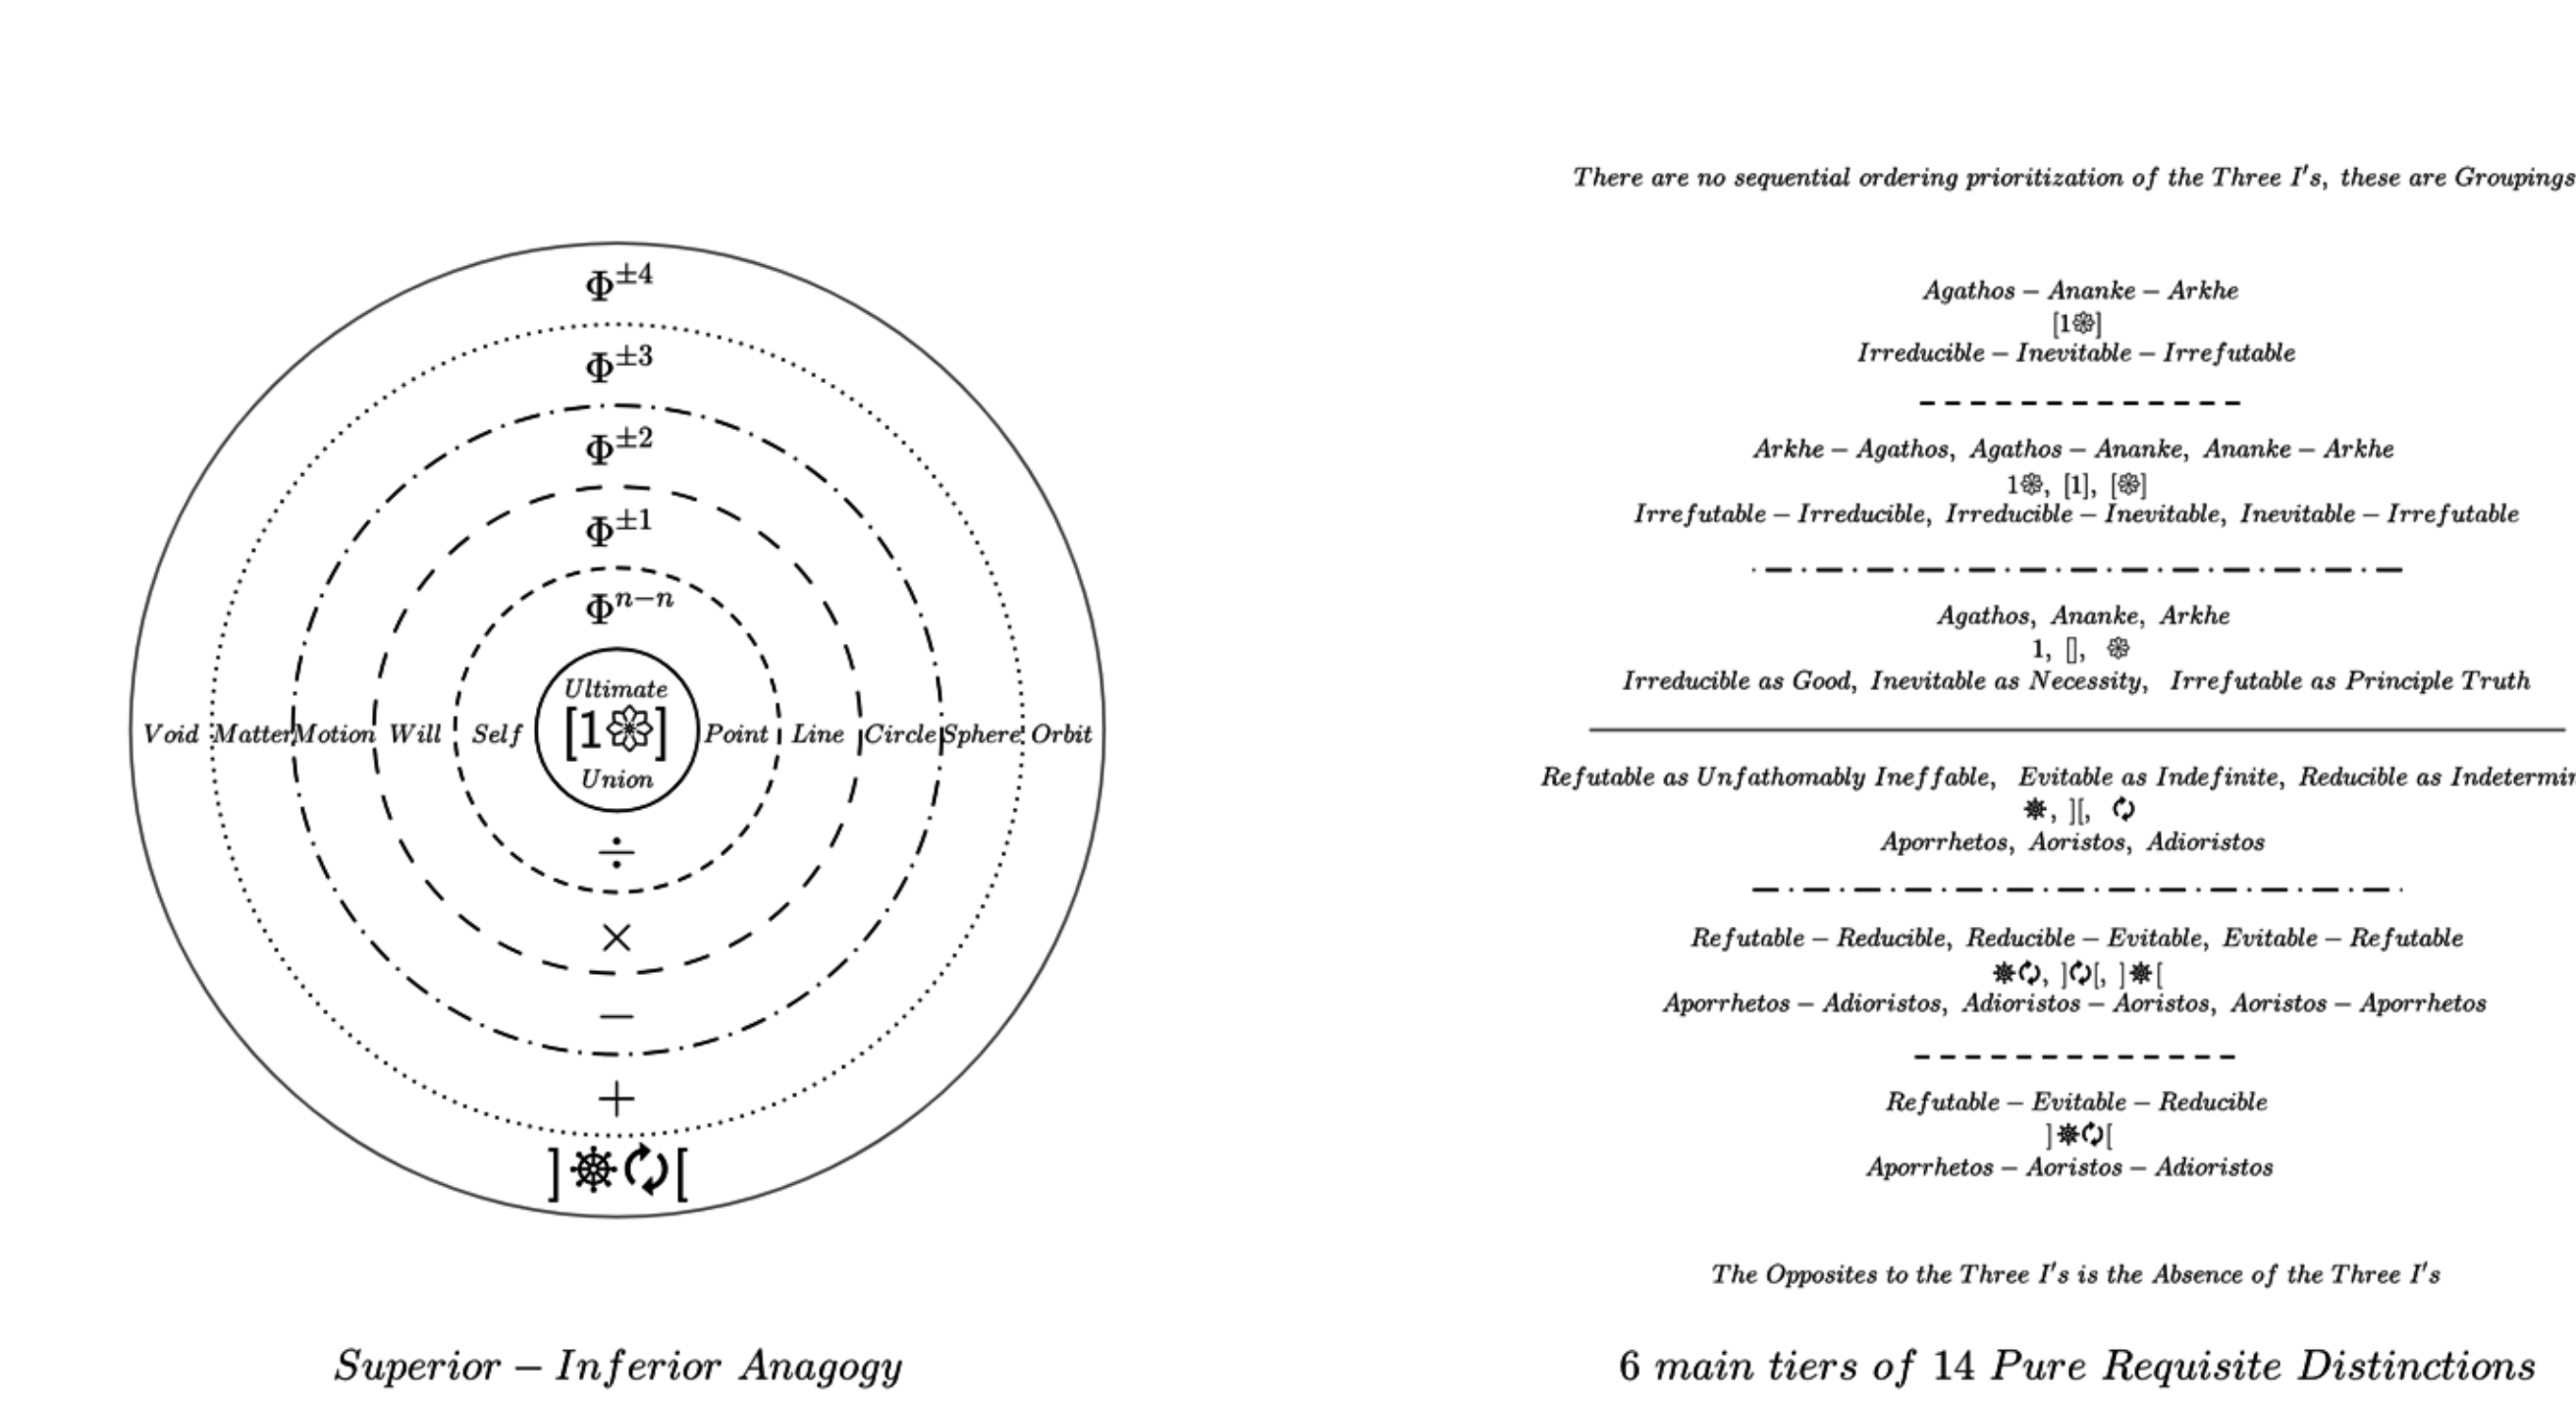 Φ±4
Φ±3
Φ±2
Φ±1
Φn−n
Ultimate
Void Matter Motion Will Self [1❁] Point Line Circle Sphere Orbit
Union
÷
×
−
+
]⎈🗘[
Superior − Inferior Anagogy
There are no sequential ordering prioritization of the Three I's, these are Groupings
Agathos − Ananke − Arkhe
[1❁]
Irreducible − Inevitable − Irrefutable
Arkhe − Agathos, Agathos − Ananke, Ananke − Arkhe
1❁, [1], [❁]
Irrefutable − Irreducible, Irreducible − Inevitable, Inevitable − Irrefutable
Agathos, Ananke, Arkhe
1, [], ❁
Irreducible as Good, Inevitable as Necessity, Irrefutable as Principle Truth
Refutable as Unfathomably Ineffable, Evitable as Indefinite, Reducible as
⎈, ][, 🗘
Aporrhetos, Aoristos, Adioristos
Refutable − Reducible, Reducible − Evitable, Evitable − Refutable
⎈🗘, ]🗘[, ]⎈[
Aporrhetos − Adioristos, Adioristos − Aoristos, Aoristos − Aporrhetos
Refutable − Evitable − Reducible
]⎈🗘[
Aporrhetos − Aoristos − Adioristos
The Opposites to the Three I's is the Absence of the Three I's
6 main tiers of 14 Pure Requisite Distinctions